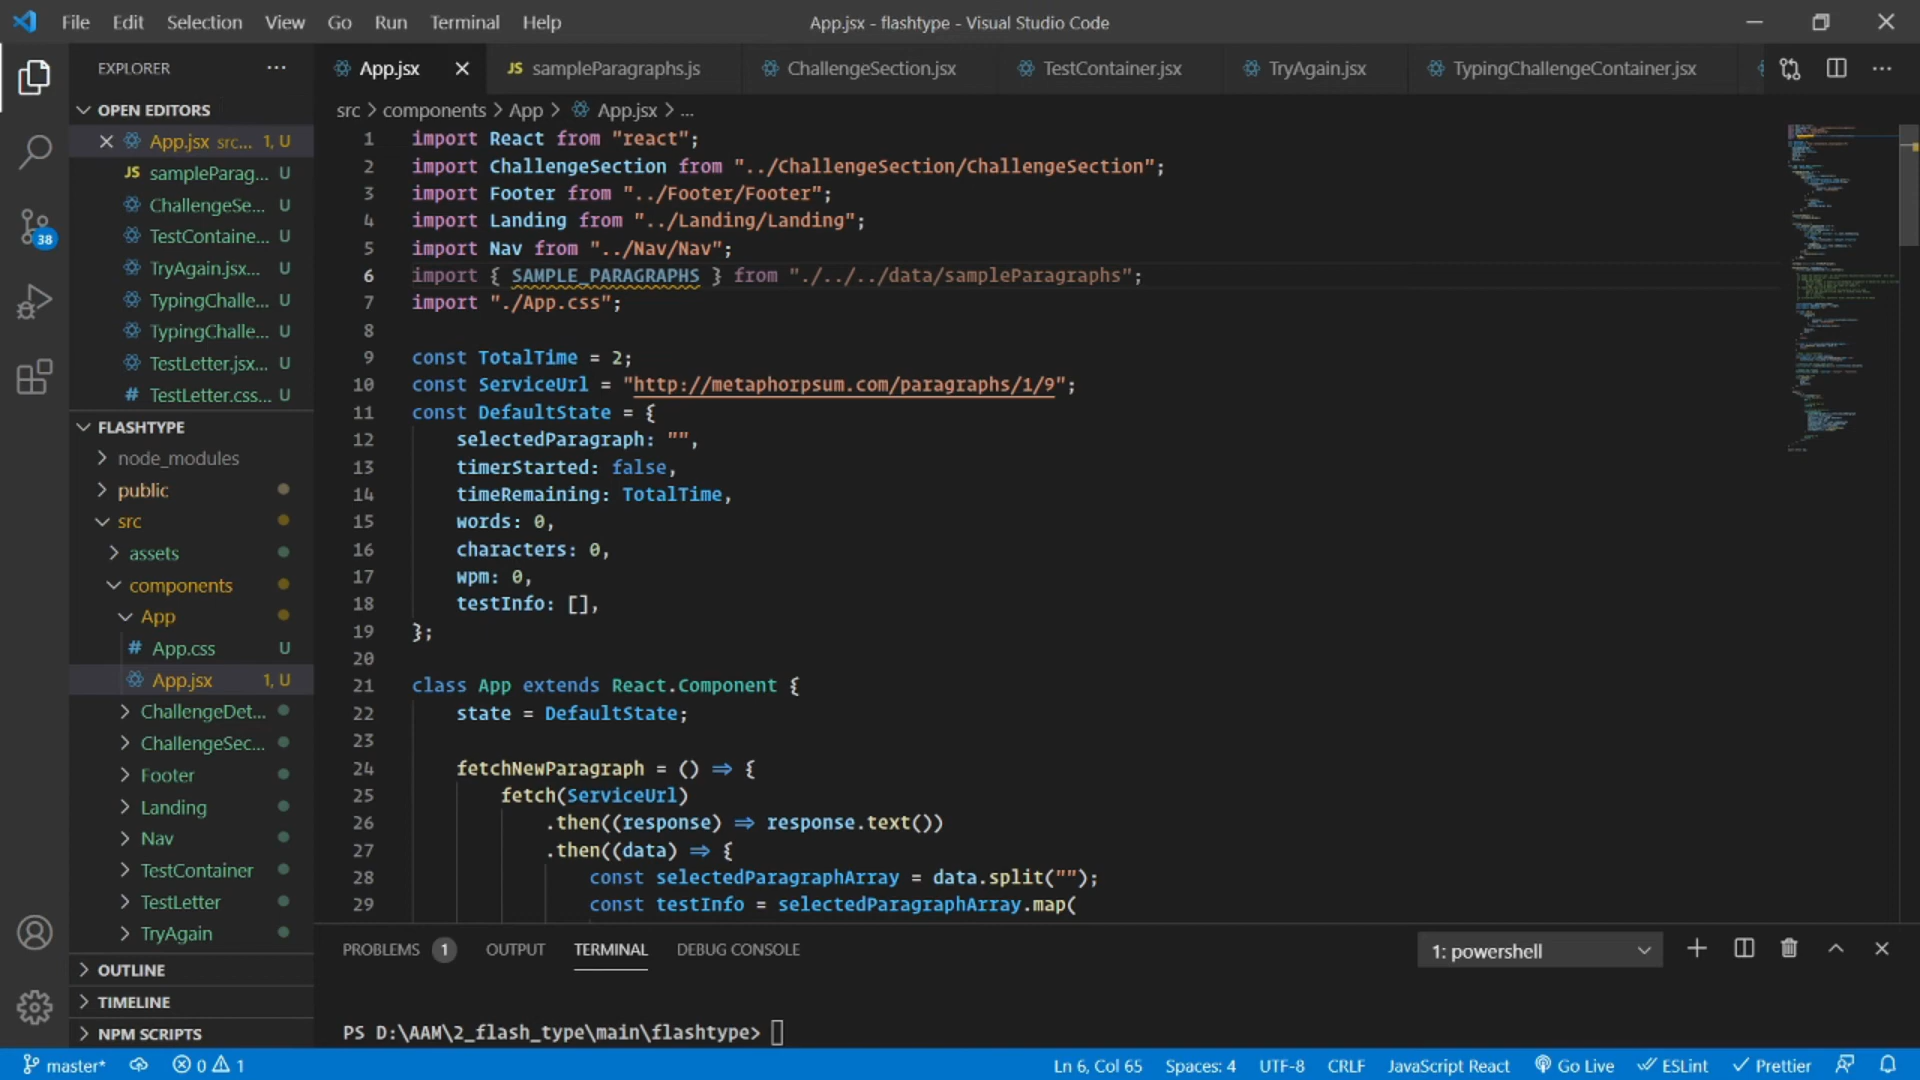 File Edit Selection View Go Run Terminal Help
App.jsx - flashtype - Visual Studio Code
EXPLORER
OPEN EDITORS
App.jsx src... 1, U
JS sampleParag... U
ChallengeSe... U
TestContaine... U
TryAgain.jsx... U
TypingChalle... U
TypingChalle... U
TestLetter.jsx... U
# TestLetter.css... U
FLASHTYPE
node_modules
public
src
assets
components
App
# App.css U
App.jsx 1, U
ChallengeDet...
ChallengeSec...
Footer
Landing
Nav
TestContainer
TestLetter
TryAgain
OUTLINE
TIMELINE
NPM SCRIPTS
38
App.jsx
JS sampleParagraphs.js
ChallengeSection.jsx
TestContainer.jsx
TryAgain.jsx
TypingChallengeContainer.jsx
src > components > App > App.jsx > ...
1 import React from "react";
2 import ChallengeSection from "../ChallengeSection/ChallengeSection";
3 import Footer from "../Footer/Footer";
4 import Landing from "../Landing/Landing";
5 import Nav from "../Nav/Nav";
6 import { SAMPLE_PARAGRAPHS } from "./../../data/sampleParagraphs";
7 import "./App.css";
8
9 const TotalTime = 2;
10 const ServiceUrl = "http://metaphorpsum.com/paragraphs/1/9";
11 const DefaultState = {
12 selectedParagraph: "",
13 timerStarted: false,
14 timeRemaining: TotalTime,
15 words: 0,
16 characters: 0,
17 wpm: 0,
18 testInfo: [],
19 };
20
21 class App extends React.Component {
22 state = DefaultState;
23
24 fetchNewParagraph = () => {
25 fetch(ServiceUrl)
26 .then((response) => response.text())
27 .then((data) => {
28 const selectedParagraphArray = data.split("");
29 const testInfo = selectedParagraphArray.map(
PROBLEMS 1 OUTPUT TERMINAL DEBUG CONSOLE
1: powershell
PS D:\AAM\2_flash_type\main\flashtype>
master* 0 1
Ln 6, Col 65 Spaces: 4 UTF-8 CRLF JavaScript React Go Live ESLint Prettier